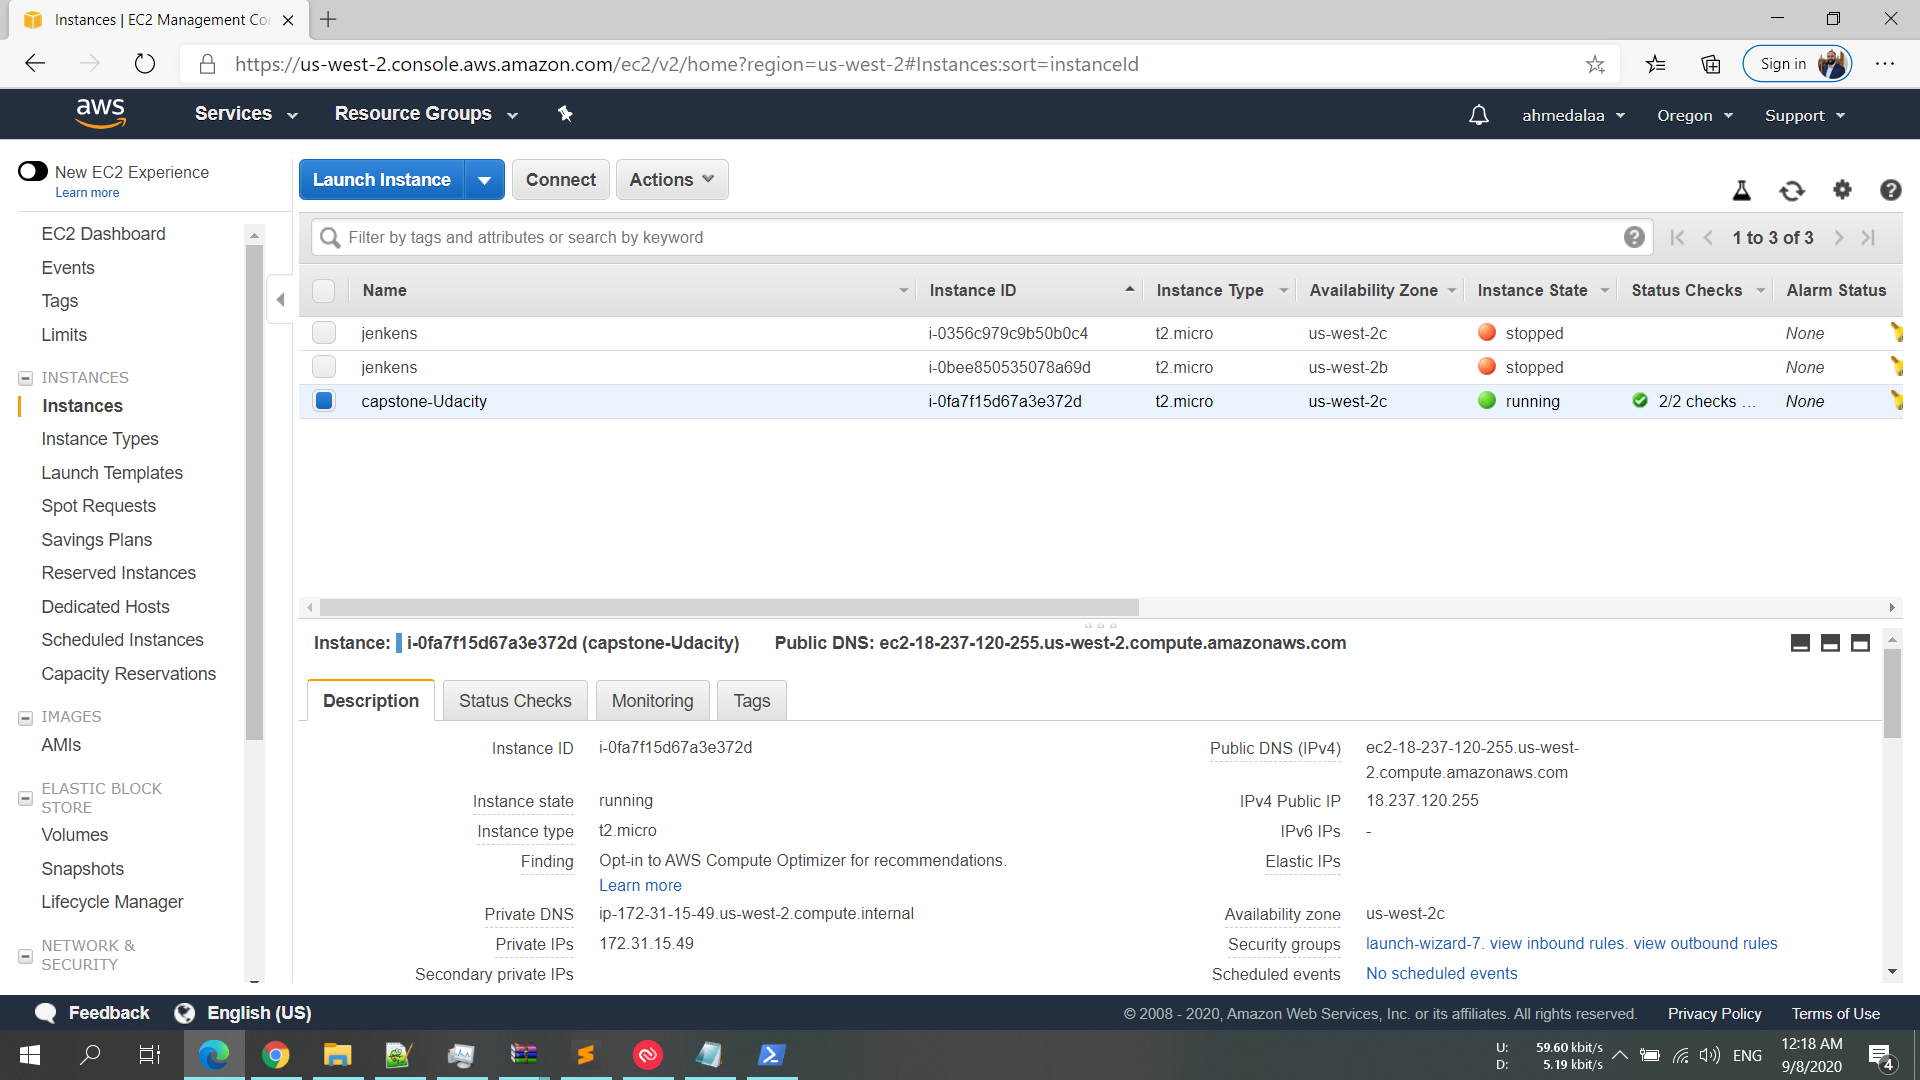 Instances | EC2 Management Co
https://us-west-2.console.aws.amazon.com/ec2/v2/home?region=us-west-2#Instances:sort=instanceId
Sign in
aws
Services
Resource Groups
ahmedalaa
Oregon
Support
New EC2 Experience
Learn more
EC2 Dashboard
Events
Tags
Limits
INSTANCES
Instances
Instance Types
Launch Templates
Spot Requests
Savings Plans
Reserved Instances
Dedicated Hosts
Scheduled Instances
Capacity Reservations
IMAGES
AMIs
ELASTIC BLOCK
STORE
Volumes
Snapshots
Lifecycle Manager
NETWORK &
SECURITY
Launch Instance
Connect
Actions
Filter by tags and attributes or search by keyword
1 to 3 of 3
Name Instance ID Instance Type Availability Zone Instance State Status Checks Alarm Status
jenkens i-0356c979c9b50b0c4 t2.micro us-west-2c stopped None
jenkens i-0bee850535078a69d t2.micro us-west-2b stopped None
capstone-Udacity i-0fa7f15d67a3e372d t2.micro us-west-2c running 2/2 checks ... None
Instance: i-0fa7f15d67a3e372d (capstone-Udacity) Public DNS: ec2-18-237-120-255.us-west-2.compute.amazonaws.com
Description Status Checks Monitoring Tags
Instance ID i-0fa7f15d67a3e372d
Instance state running
Instance type t2.micro
Finding Opt-in to AWS Compute Optimizer for recommendations.
Learn more
Private DNS ip-172-31-15-49.us-west-2.compute.internal
Private IPs 172.31.15.49
Secondary private IPs
Public DNS (IPv4) ec2-18-237-120-255.us-west-
2.compute.amazonaws.com
IPv4 Public IP 18.237.120.255
IPv6 IPs -
Elastic IPs
Availability zone us-west-2c
Security groups launch-wizard-7. view inbound rules. view outbound rules
Scheduled events No scheduled events
Feedback
English (US)
© 2008 - 2020, Amazon Web Services, Inc. or its affiliates. All rights reserved.
Privacy Policy
Terms of Use
U: 59.60 kbit/s
D: 5.19 kbit/s
ENG
12:18 AM
9/8/2020
4